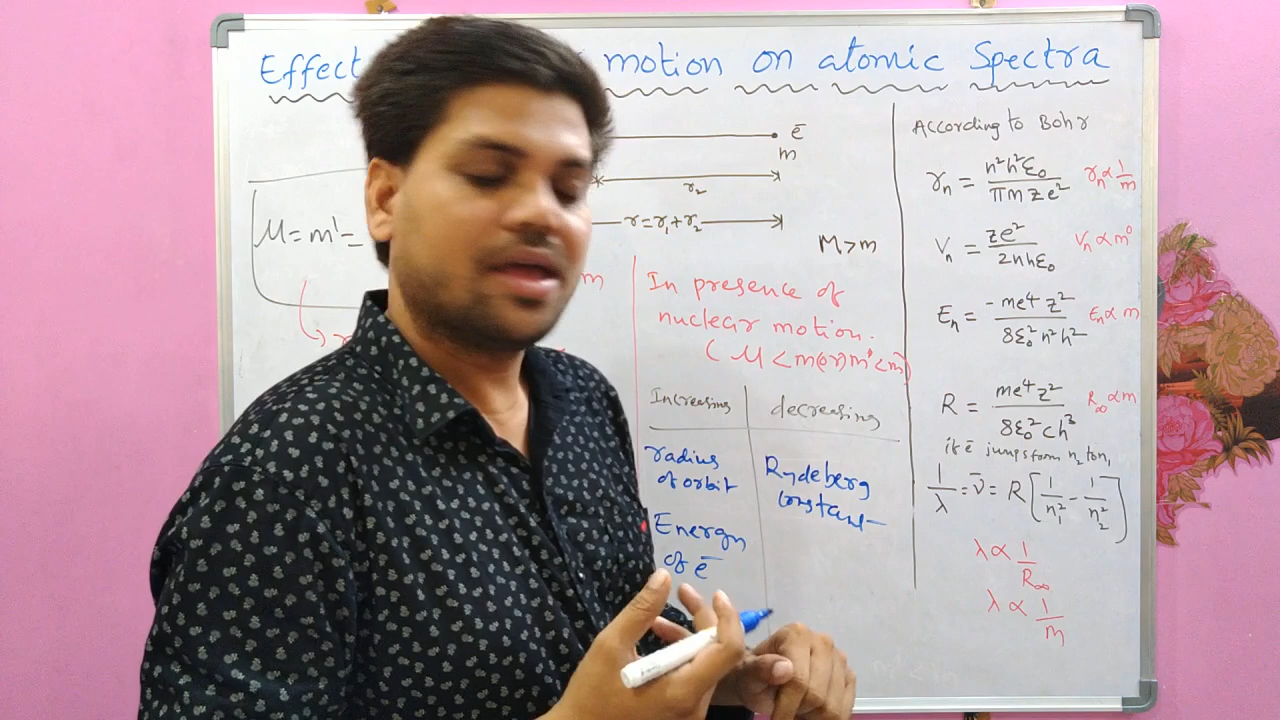 Effect motion on atomic Spectra
ē
m
r₂
r=r₁+r₂
M>m
μ=m'=
m
In presence of
nuclear motion.
(μ<m(or)m'<m)
Increasing decreasing
radius
of orbit
Energy
of ē
Rydeberg
Constant
According to Bohr
rₙ = n²h²ε₀/πmze² rₙ∝1/m
Vₙ = ze²/2nhε₀ Vₙ∝m⁰
Eₙ = -me⁴z²/8ε₀²n²h² Eₙ∝m
R = me⁴z²/8ε₀²ch³ R∞∝m
if ē jumps form n₂ to n₁
1/λ = ν̄ = R[1/n₁² - 1/n₂²]
λ∝1/R∞
λ∝1/m